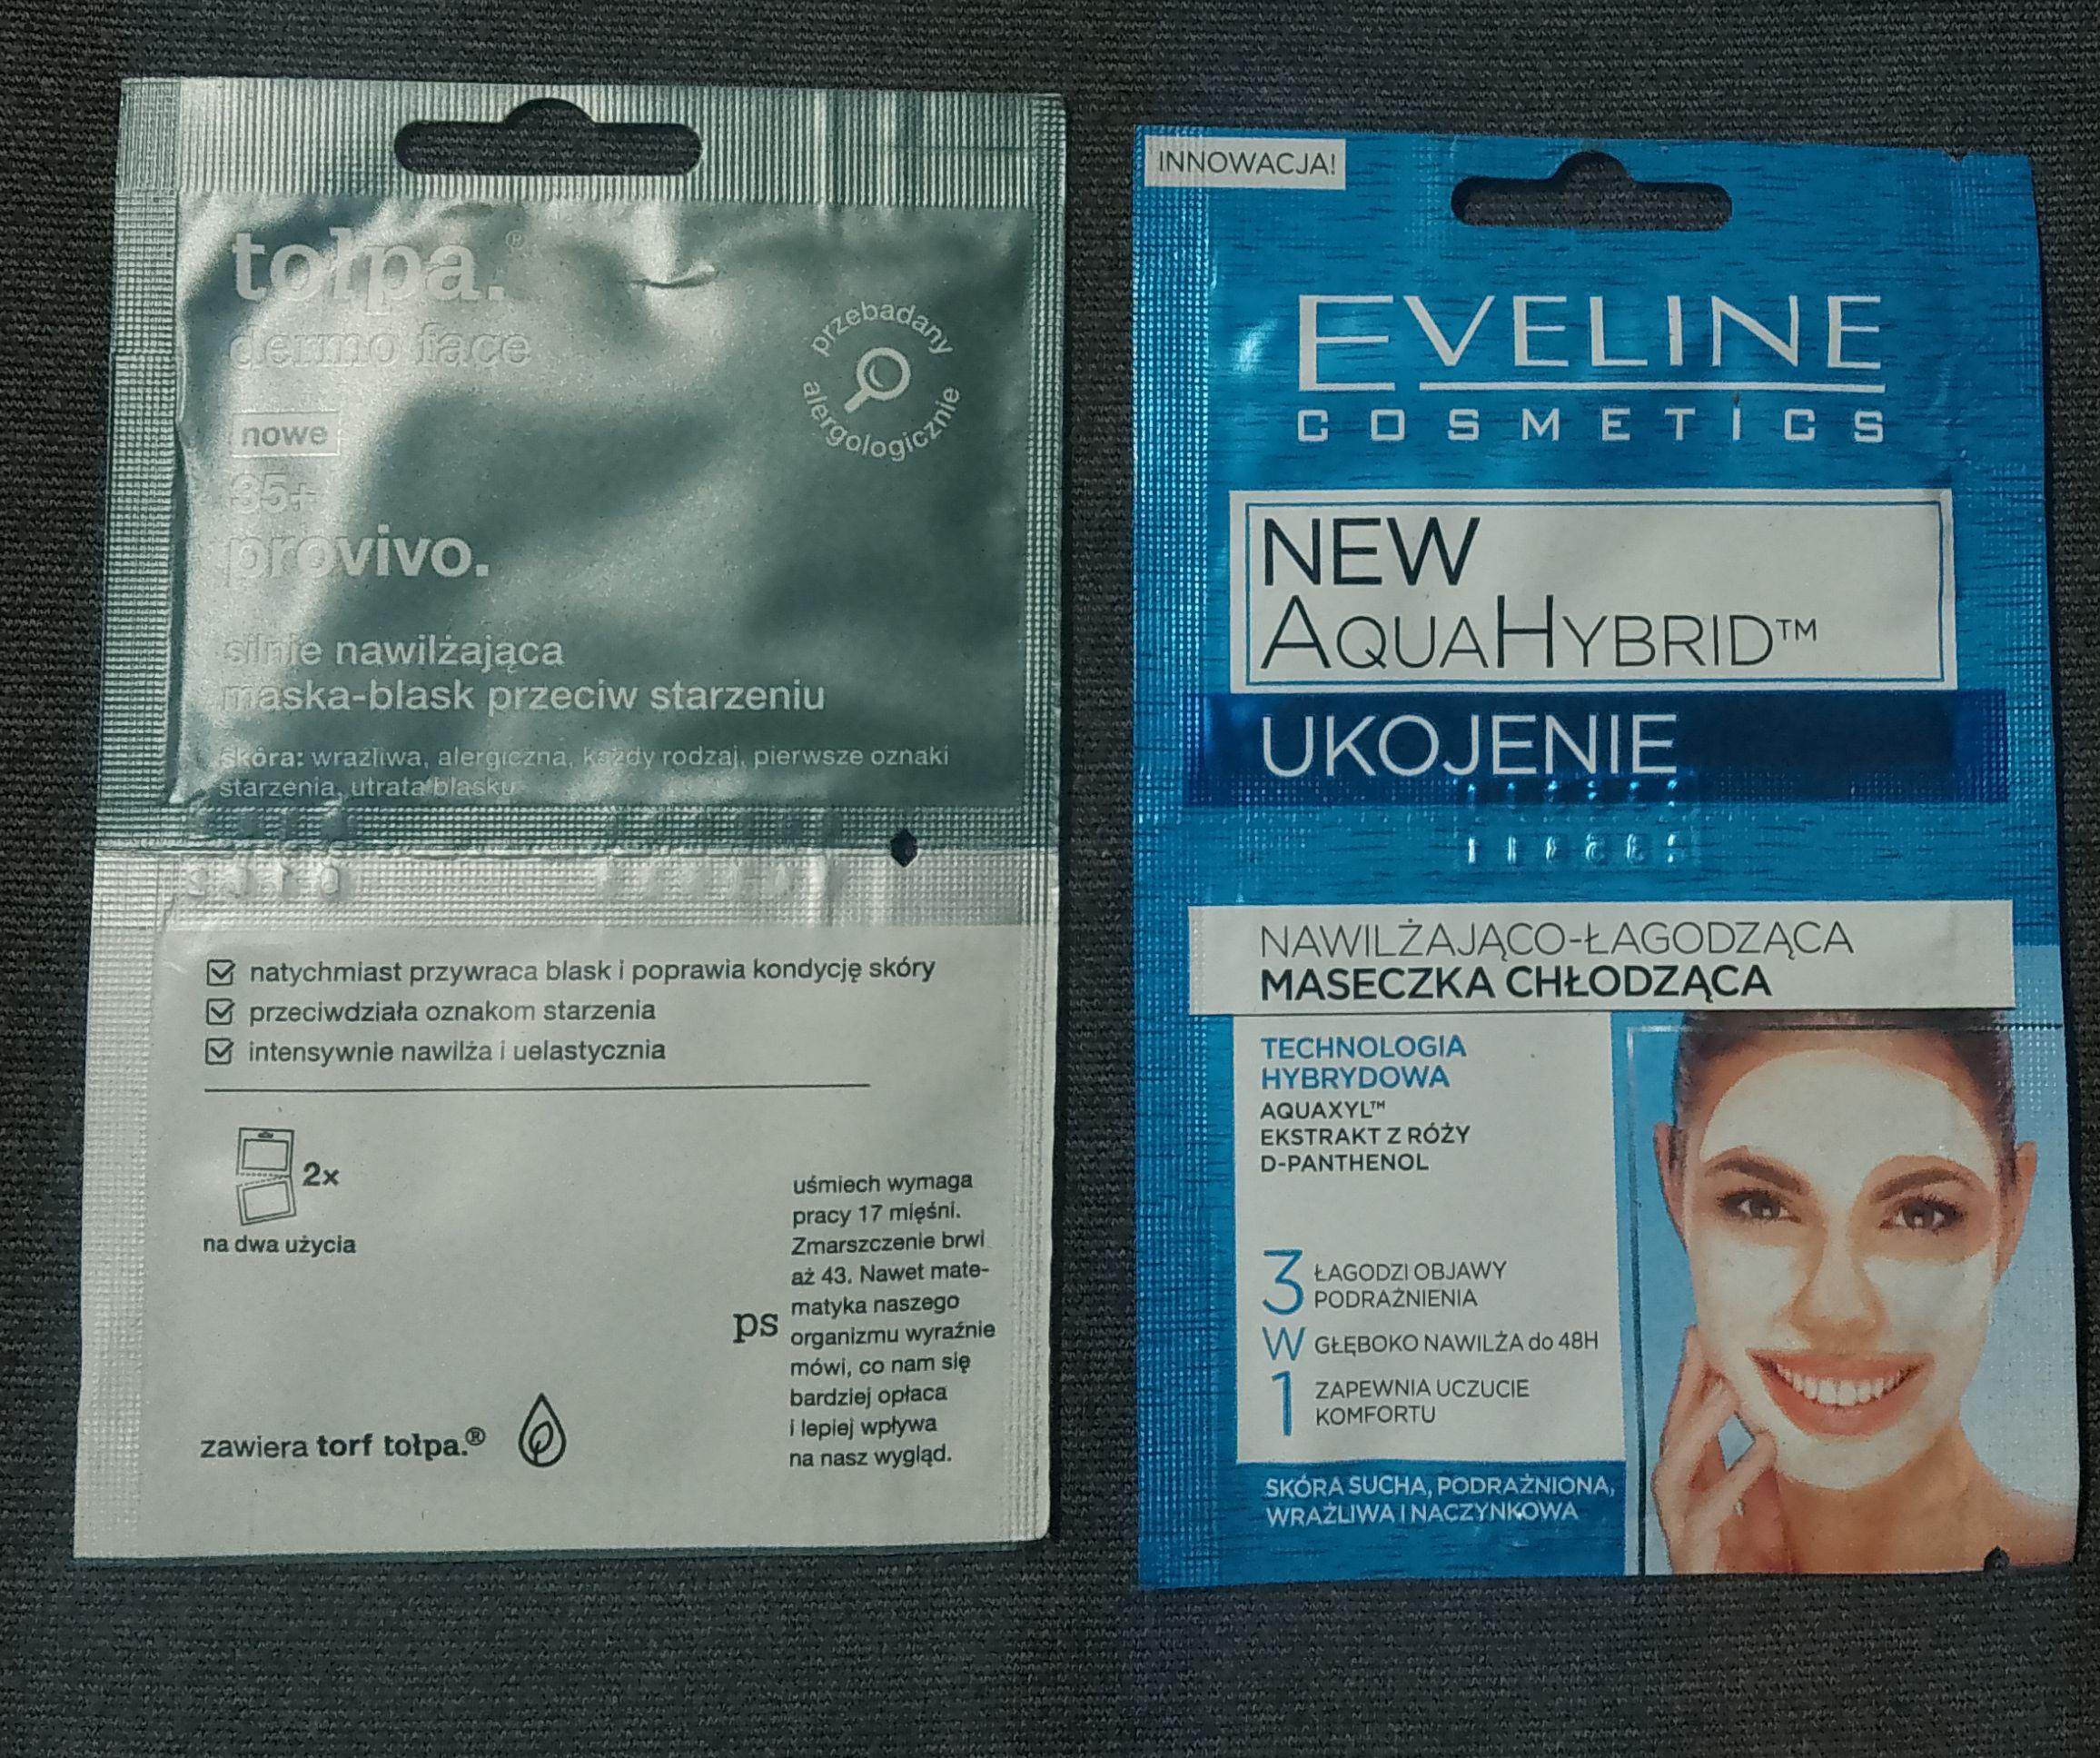 tołpa.®
dermo face
nowe
35+
provivo.
silnie nawilżająca
maska-blask przeciw starzeniu
skóra: wrażliwa, alergiczna, każdy rodzaj, pierwsze oznaki
starzenia, utrata blasku
przebadany
alergologicznie
natychmiast przywraca blask i poprawia kondycję skóry
przeciwdziała oznakom starzenia
intensywnie nawilża i uelastycznia
2x
na dwa użycia
zawiera torf tołpa.®
ps
uśmiech wymaga
pracy 17 mięśni.
Zmarszczenie brwi
aż 43. Nawet mate-
matyka naszego
organizmu wyraźnie
mówi, co nam się
bardziej opłaca
i lepiej wpływa
na nasz wygląd.
INNOWACJA!
EVELINE
COSMETICS
NEW
AQUAHYBRID™
UKOJENIE
NAWILŻAJĄCO-ŁAGODZĄCA
MASECZKA CHŁODZĄCA
TECHNOLOGIA
HYBRYDOWA
AQUAXYL™
EKSTRAKT Z RÓŻY
D-PANTHENOL
3 W 1
ŁAGODZI OBJAWY
PODRAŻNIENIA
GŁĘBOKO NAWILŻA do 48H
ZAPEWNIA UCZUCIE
KOMFORTU
SKÓRA SUCHA, PODRAŻNIONA,
WRAŻLIWA I NACZYNKOWA